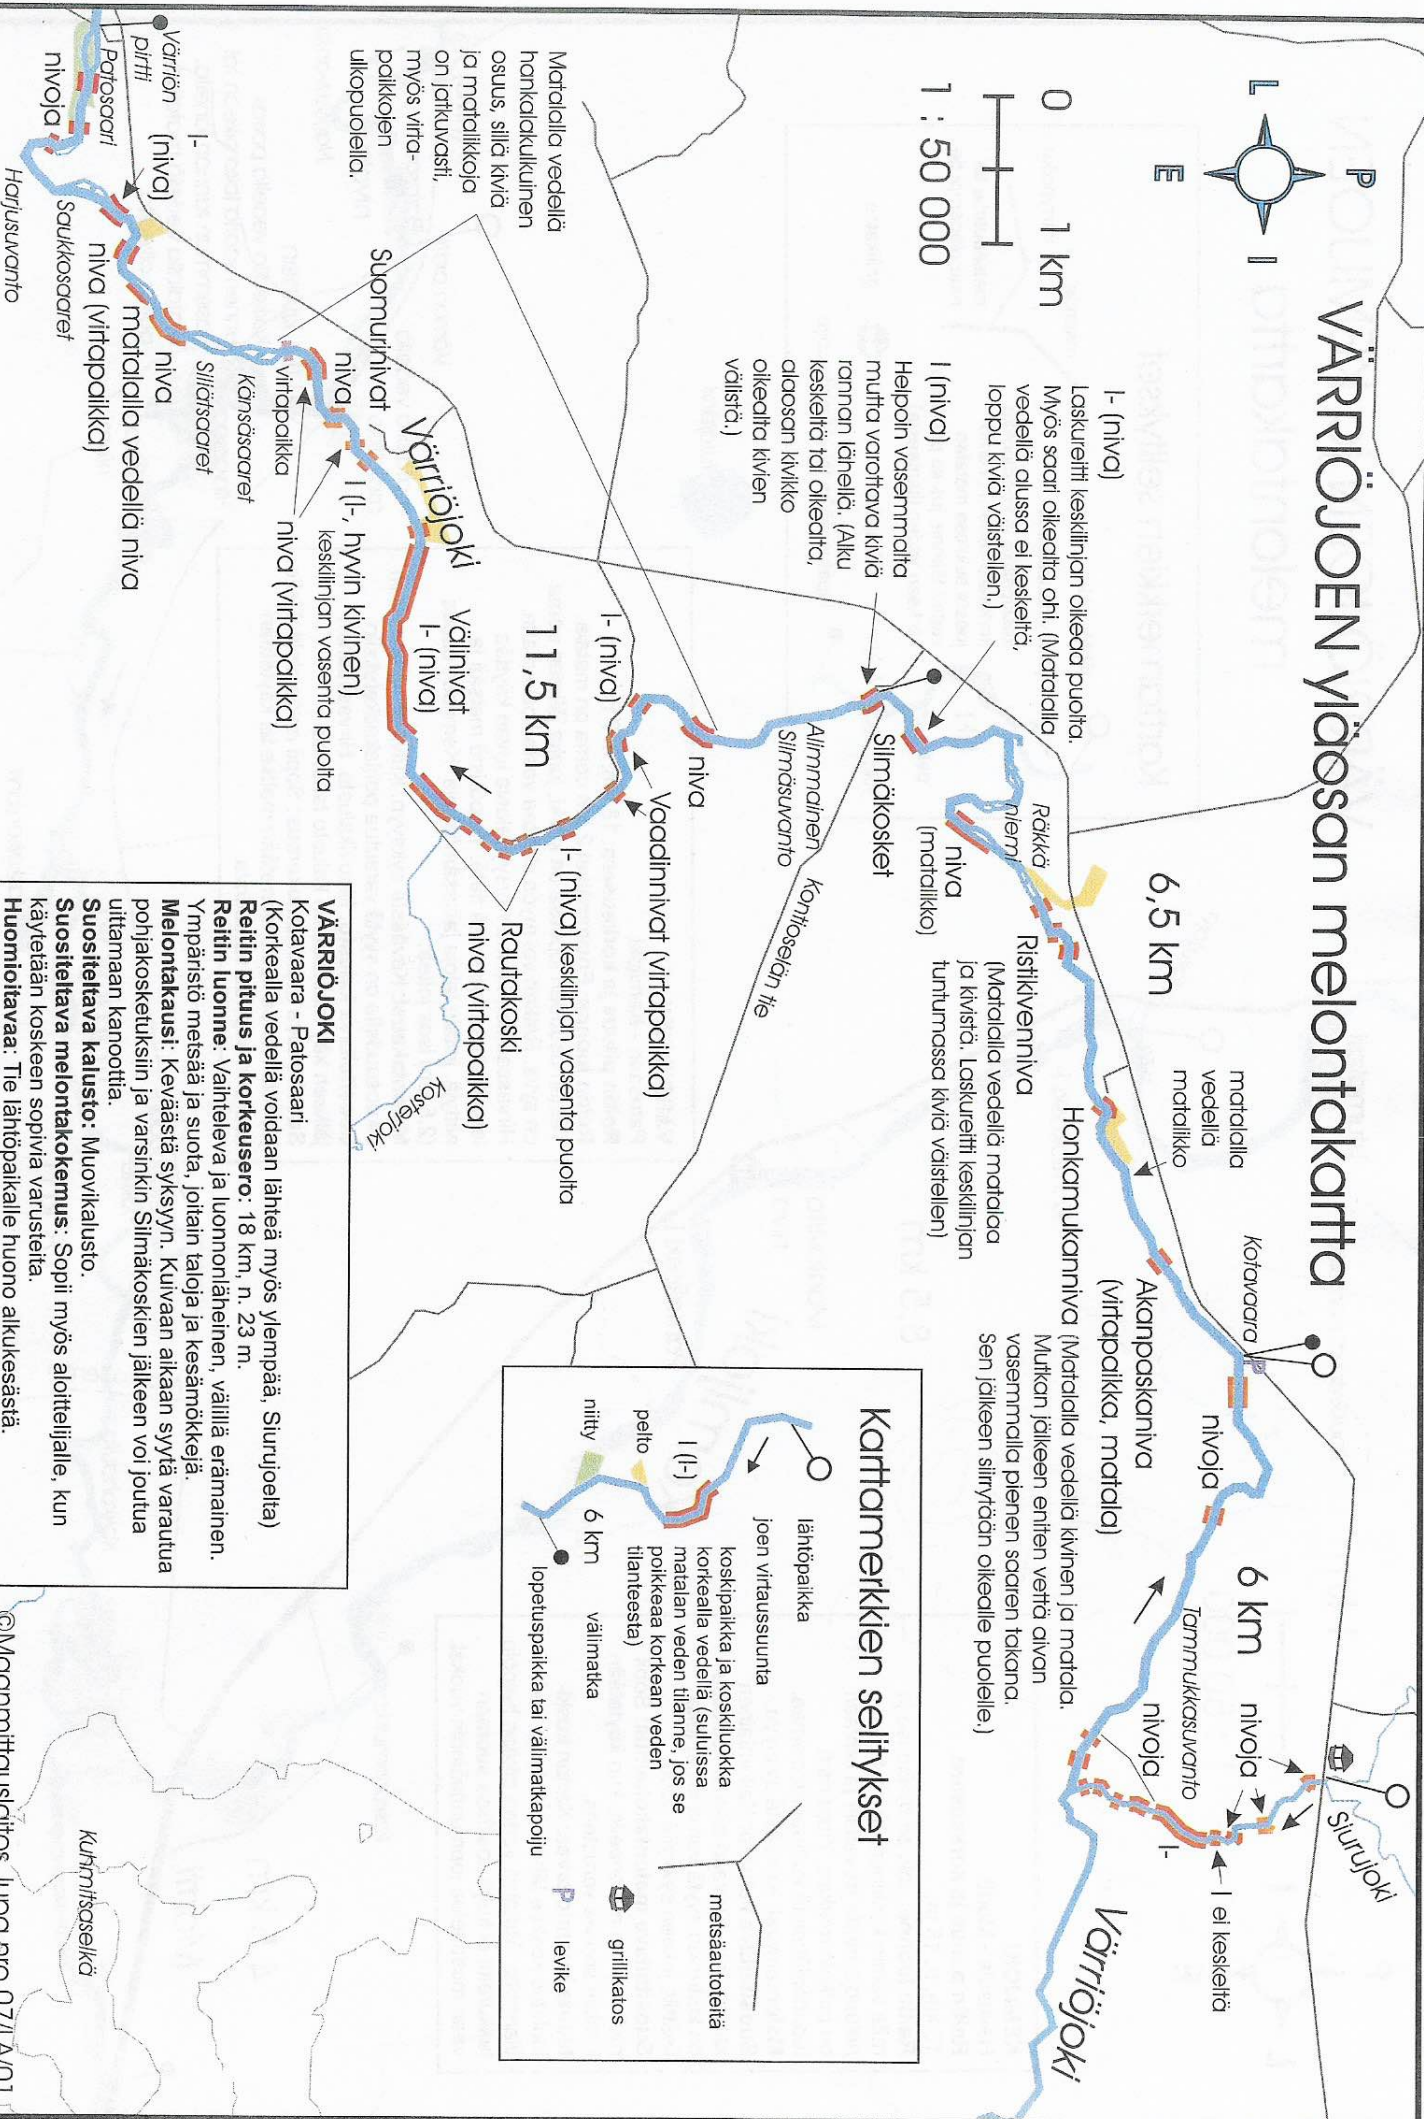 VÄRRIÖJOEN yläosan melontakartta
P
L
I
E
0 1 km
1 : 50 000
I- (niva)
Laskureitti keskilinjan oikeaa puolta.
Myös saari oikealta ohi. (Matalalla
vedellä alussa ei keskeltä,
loppu kiviä väistellen.)
I (niva)
Helpoin vasemmalta
mutta varottava kiviä
rannan lähellä. (Alku
keskeltä tai oikealta,
alaosan kivikko
oikealta kivien
välistä.)
Matalalla vedellä
hankalakulkuinen
osuus, sillä kiviä
ja matalikkoja
on jatkuvasti,
myös virta-
paikkojen
ulkopuolella.
6,5 km
matalalla
vedellä
matalikko
Kotavaara
P
nivoja
6 km
nivoja
Siurujoki
I ei keskeltä
I-
nivoja
Tammukkasuvanto
Värriöjoki
Akanpaskaniva
(virtapaikka, matala)
Honkamukanniva (Matalalla vedellä kivinen ja matala.
Mutkan jälkeen eniten vettä aivan
vasemmalla pienen saaren takana.
Sen jälkeen siirrytään oikealle puolelle.)
Ristikivenniva
(Matalalla vedellä matalaa
ja kivistä. Laskureitti keskilinjan
tuntumassa kiviä väistellen)
Räkkä
niemi
niva
(matalikko)
Silmäkosket
Alimmainen
Silmäsuvanto
Kontioselän tie
niva
Vaadinnivat (virtapaikka)
I- (niva)
11,5 km
I- (niva) keskilinjan vasenta puolta
Rautakoski
niva (virtapaikka)
Kosterjoki
Välinivat
I- (niva)
Värriöjoki
Suomurinivat
I (I-, hyvin kivinen)
keskilinjan vasenta puolta
niva
niva (virtapaikka)
virtapaikka
Känsäsaaret
Siliätsaaret
niva
matalalla vedellä niva
niva (virtapaikka)
I-
(niva)
Saukkosaaret
Harjusuvanto
Värriön
pirtti
Patosaari
nivoja
Karttamerkkien selitykset
lähtöpaikka
joen virtaussuunta
I (I-)
koskipaikka ja koskiluokka
korkealla vedellä (suluissa
matalan veden tilanne, jos se
poikkeaa korkean veden
tilanteesta)
pelto
niitty
6 km välimatka
lopetuspaikka tai välimatkapoiju
metsäautoteitä
grillikatos
P levike
VÄRRIÖJOKI
Kotavaara - Patosaari
(Korkealla vedellä voidaan lähteä myös ylempää, Siurujoelta)
Reitin pituus ja korkeusero: 18 km, n. 23 m.
Reitin luonne: Vaihteleva ja luonnonläheinen, välillä erämainen.
Ympäristö metsää ja suota, joitain taloja ja kesämökkejä.
Melontakausi: Keväästä syksyyn. Kuivaan aikaan syytä varautua
pohjakosketuksiin ja varsinkin Silmäkoskien jälkeen voi joutua
uittamaan kanoottia.
Suositeltava kalusto: Muovikalusto.
Suositeltava melontakokemus: Sopii myös aloittelijalle, kun
käytetään koskeen sopivia varusteita.
Huomioitavaa: Tie lähtöpaikalle huono alkukesästä.
Kuhmitsaselkä
©Maanmittauslaitos, lupa nro 07/LA/01